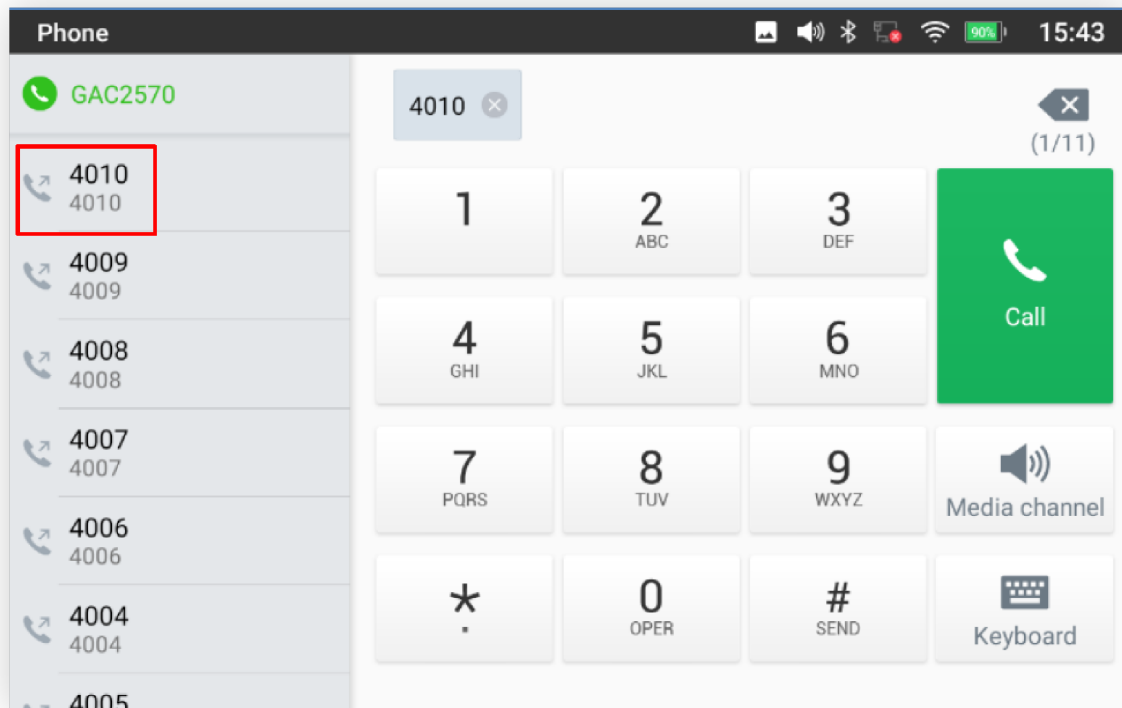 Phone
90%
15:43
GAC2570
4010
4010
4009
4009
4008
4008
4007
4007
4006
4006
4004
4004
4005
4010
(1/11)
1
2
ABC
3
DEF
Call
4
GHI
5
JKL
6
MNO
7
PQRS
8
TUV
9
WXYZ
Media channel
*
.
0
OPER
#
SEND
Keyboard